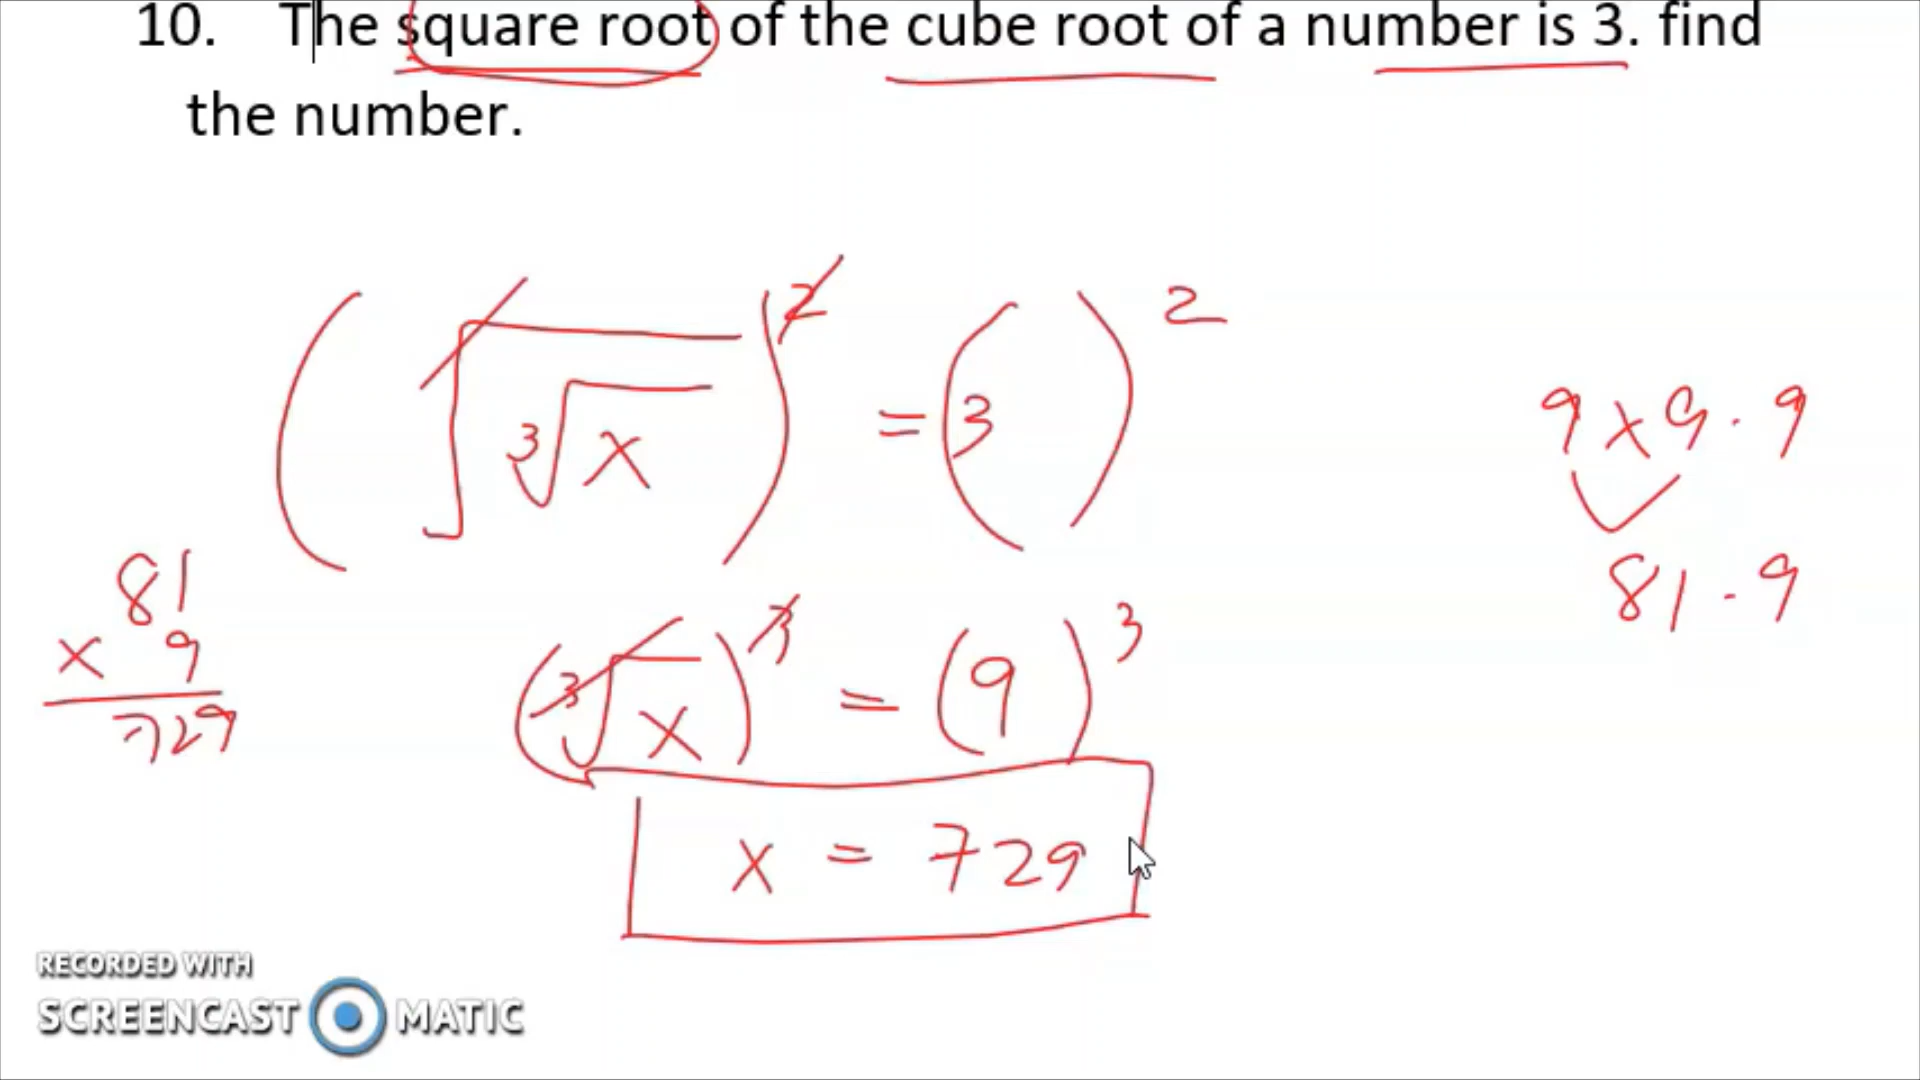 10. The square root of the cube root of a number is 3. find
the number.
(√(∛x))² = (3)²
9 × 9 · 9
81 · 9
81
× 9
729
(∛x)³ = (9)³
x = 729
RECORDED WITH
SCREENCAST MATIC